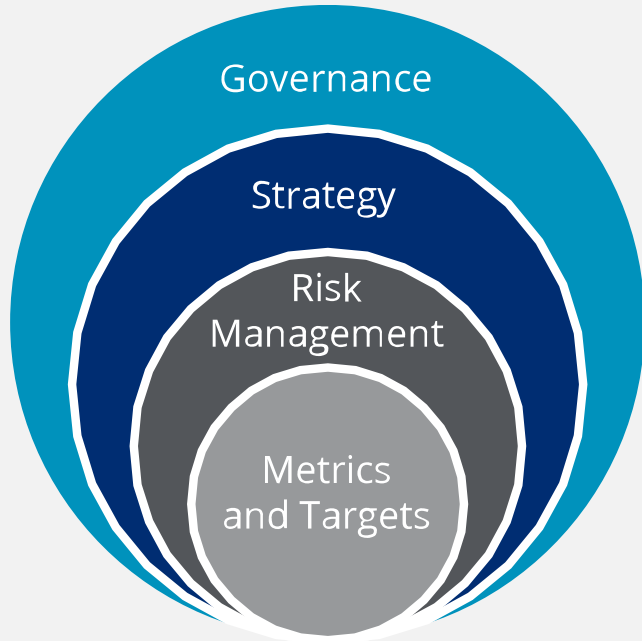 Governance
Strategy
Risk
Management
Metrics
and Targets